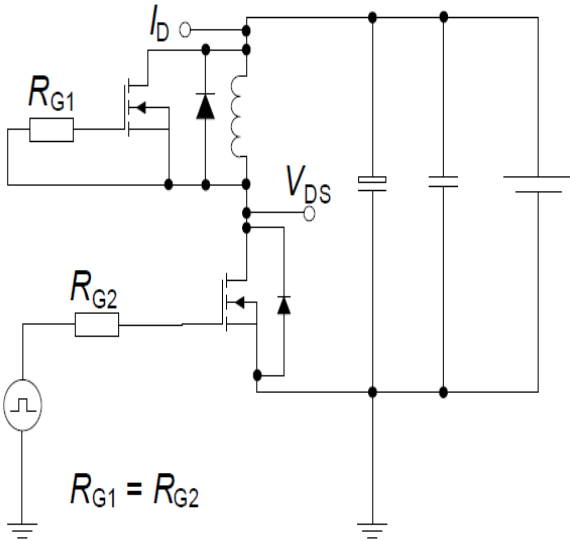 I_D
R_G1
V_DS
R_G2
R_G1 = R_G2